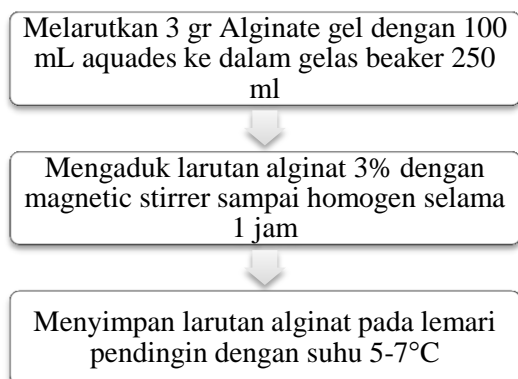 Melarutkan 3 gr Alginate gel dengan 100
mL aquades ke dalam gelas beaker 250
ml
Mengaduk larutan alginat 3% dengan
magnetic stirrer sampai homogen selama
1 jam
Menyimpan larutan alginat pada lemari
pendingin dengan suhu 5-7°C